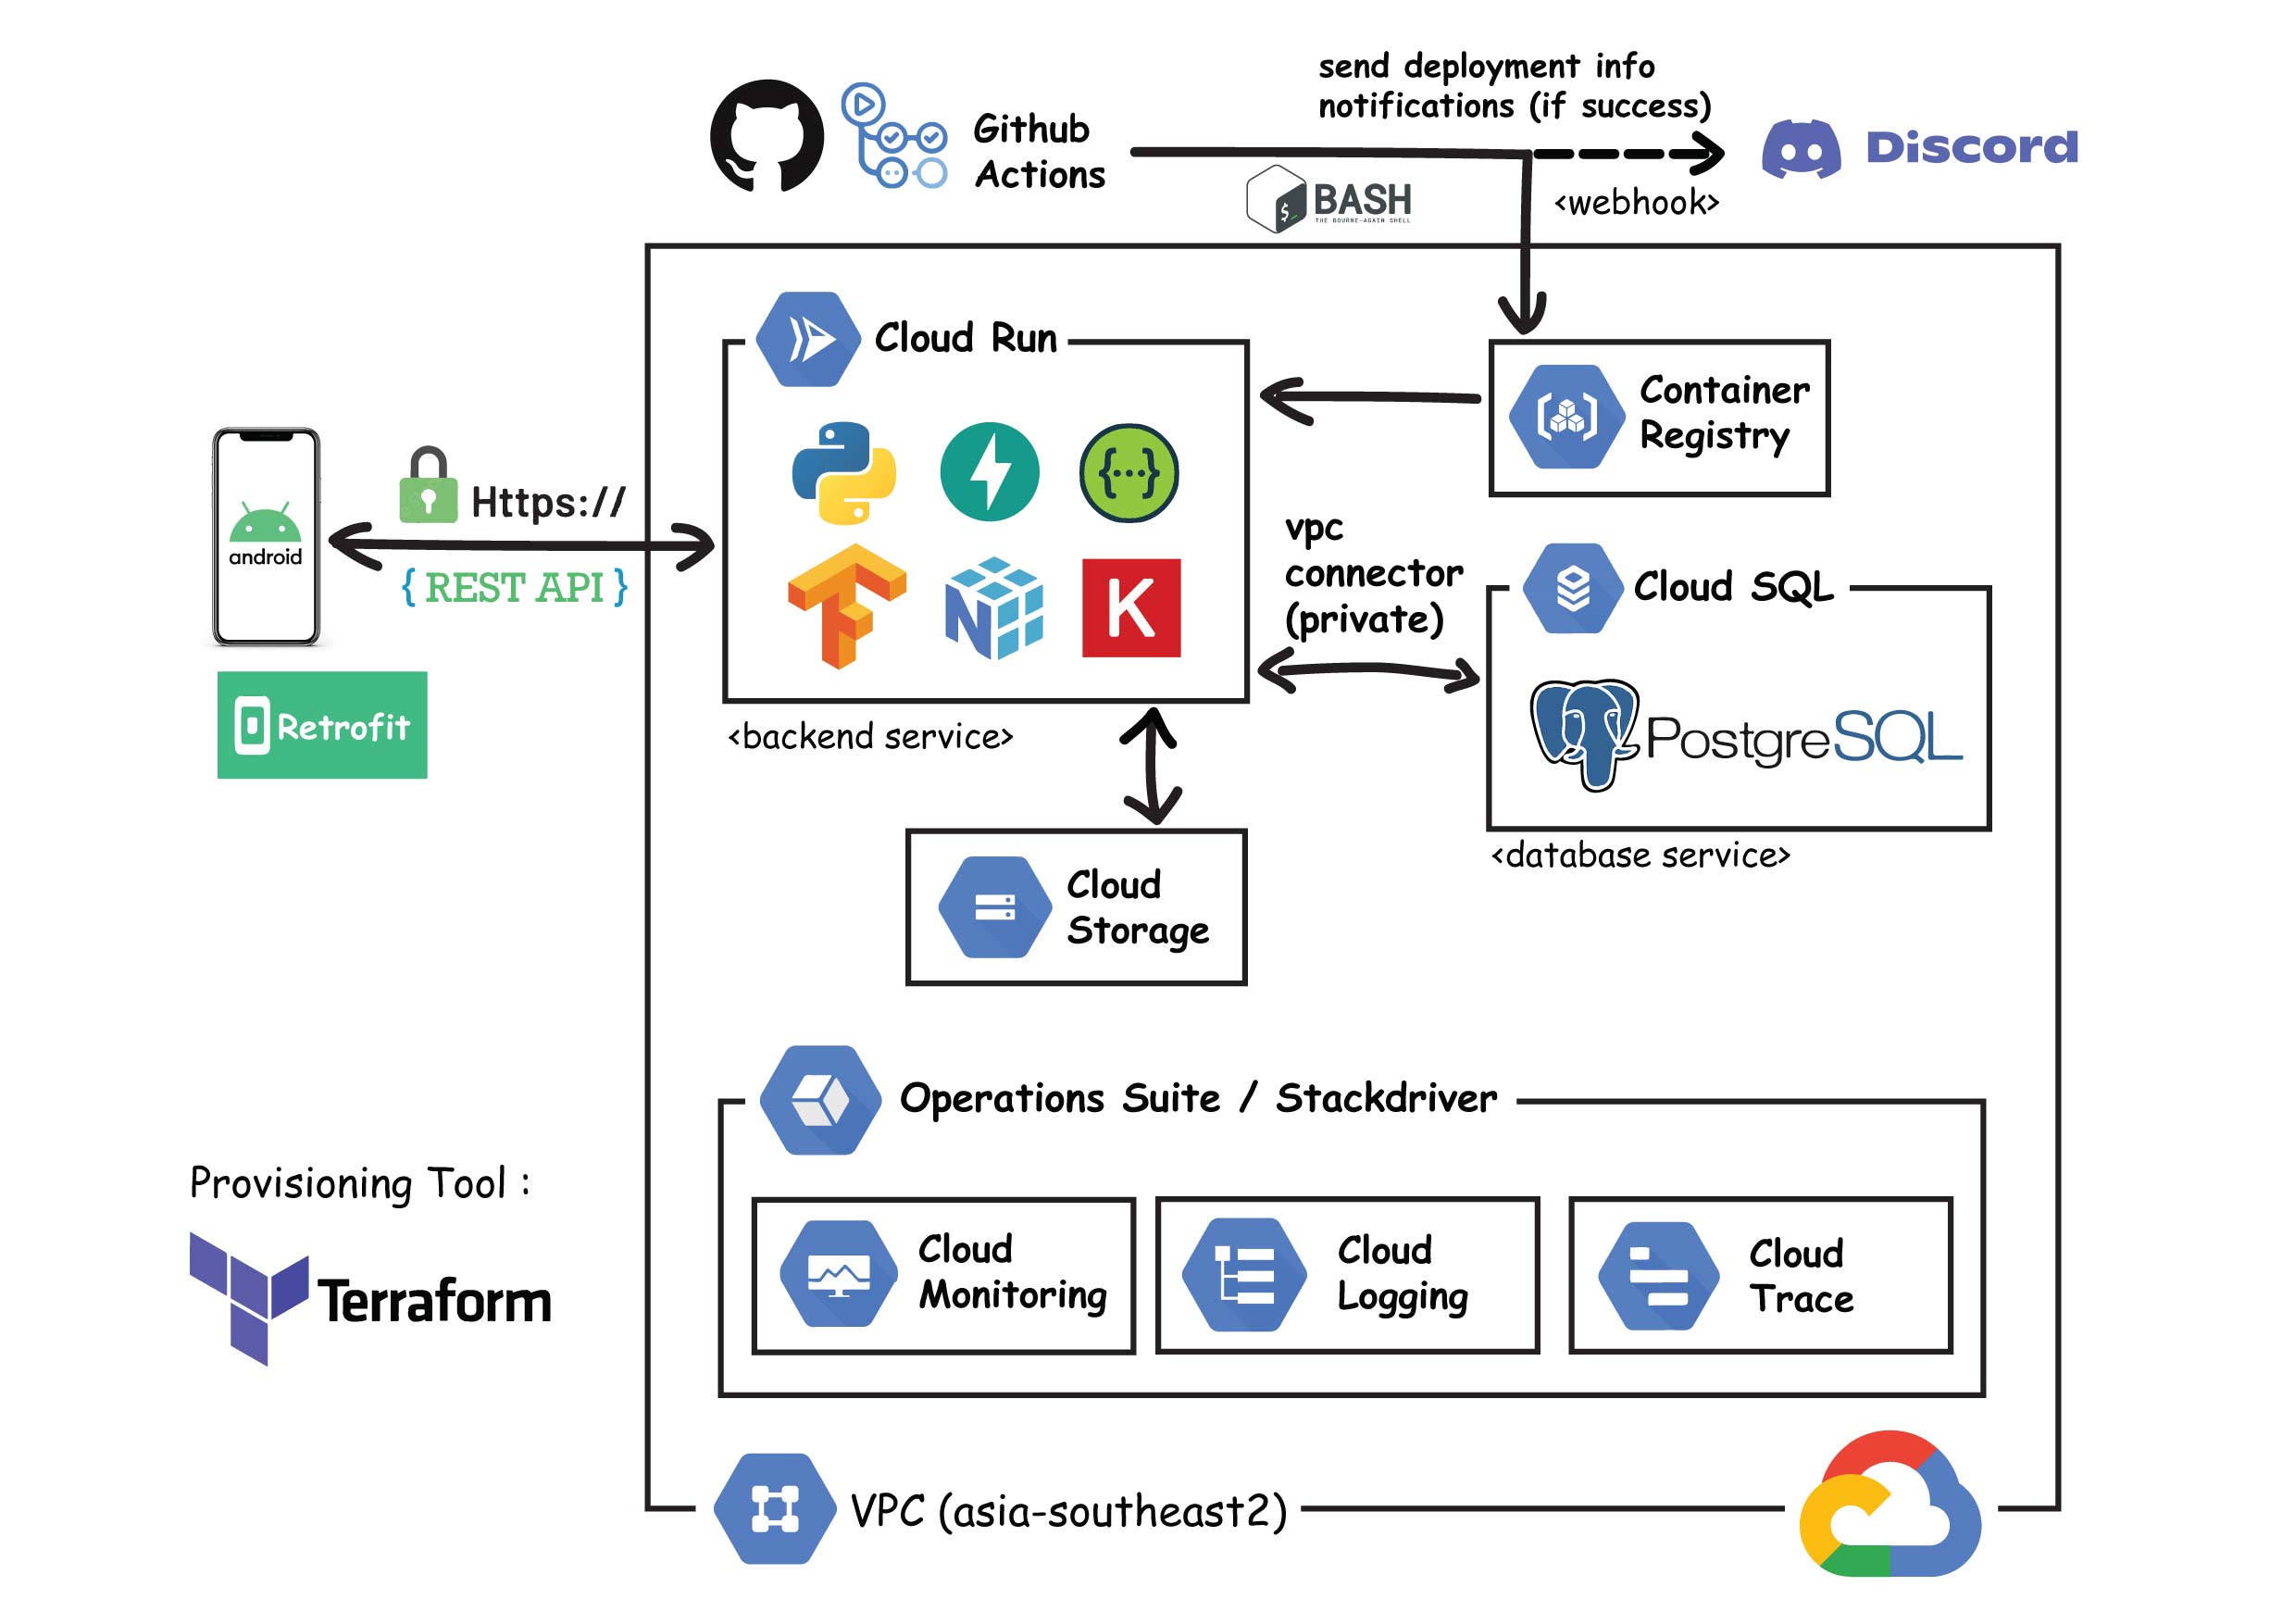 send deployment info
notifications (if success)
Github
Actions
Discord
$_
BASH
THE BOURNE-AGAIN SHELL
<webhook>
Cloud Run
Container
Registry
{...}
Https://
android
{ REST API }
vpc
connector
(private)
Cloud SQL
N
K
Retrofit
PostgreSQL
<backend service>
<database service>
Cloud
Storage
Operations Suite / Stackdriver
Provisioning Tool :
Terraform
Cloud
Monitoring
Cloud
Logging
Cloud
Trace
VPC (asia-southeast2)